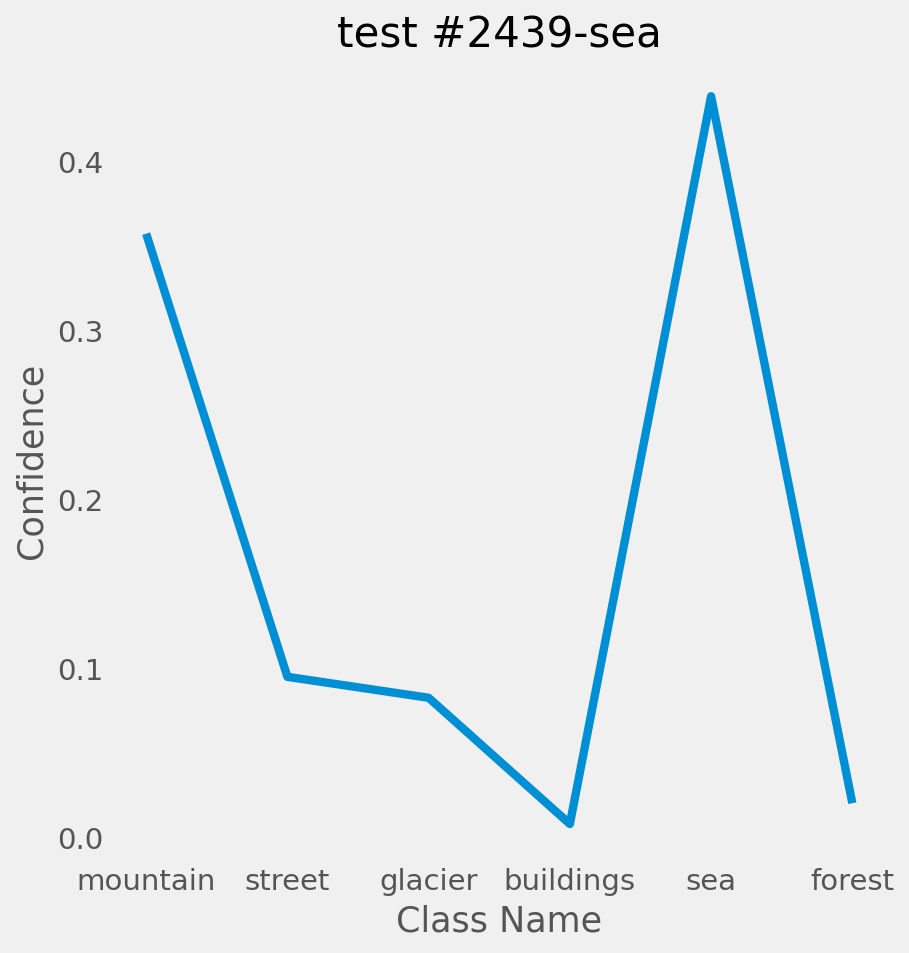 test #2439-sea
0.4
0.3
0.2
0.1
0.0
Confidence
mountain street glacier buildings sea forest
Class Name